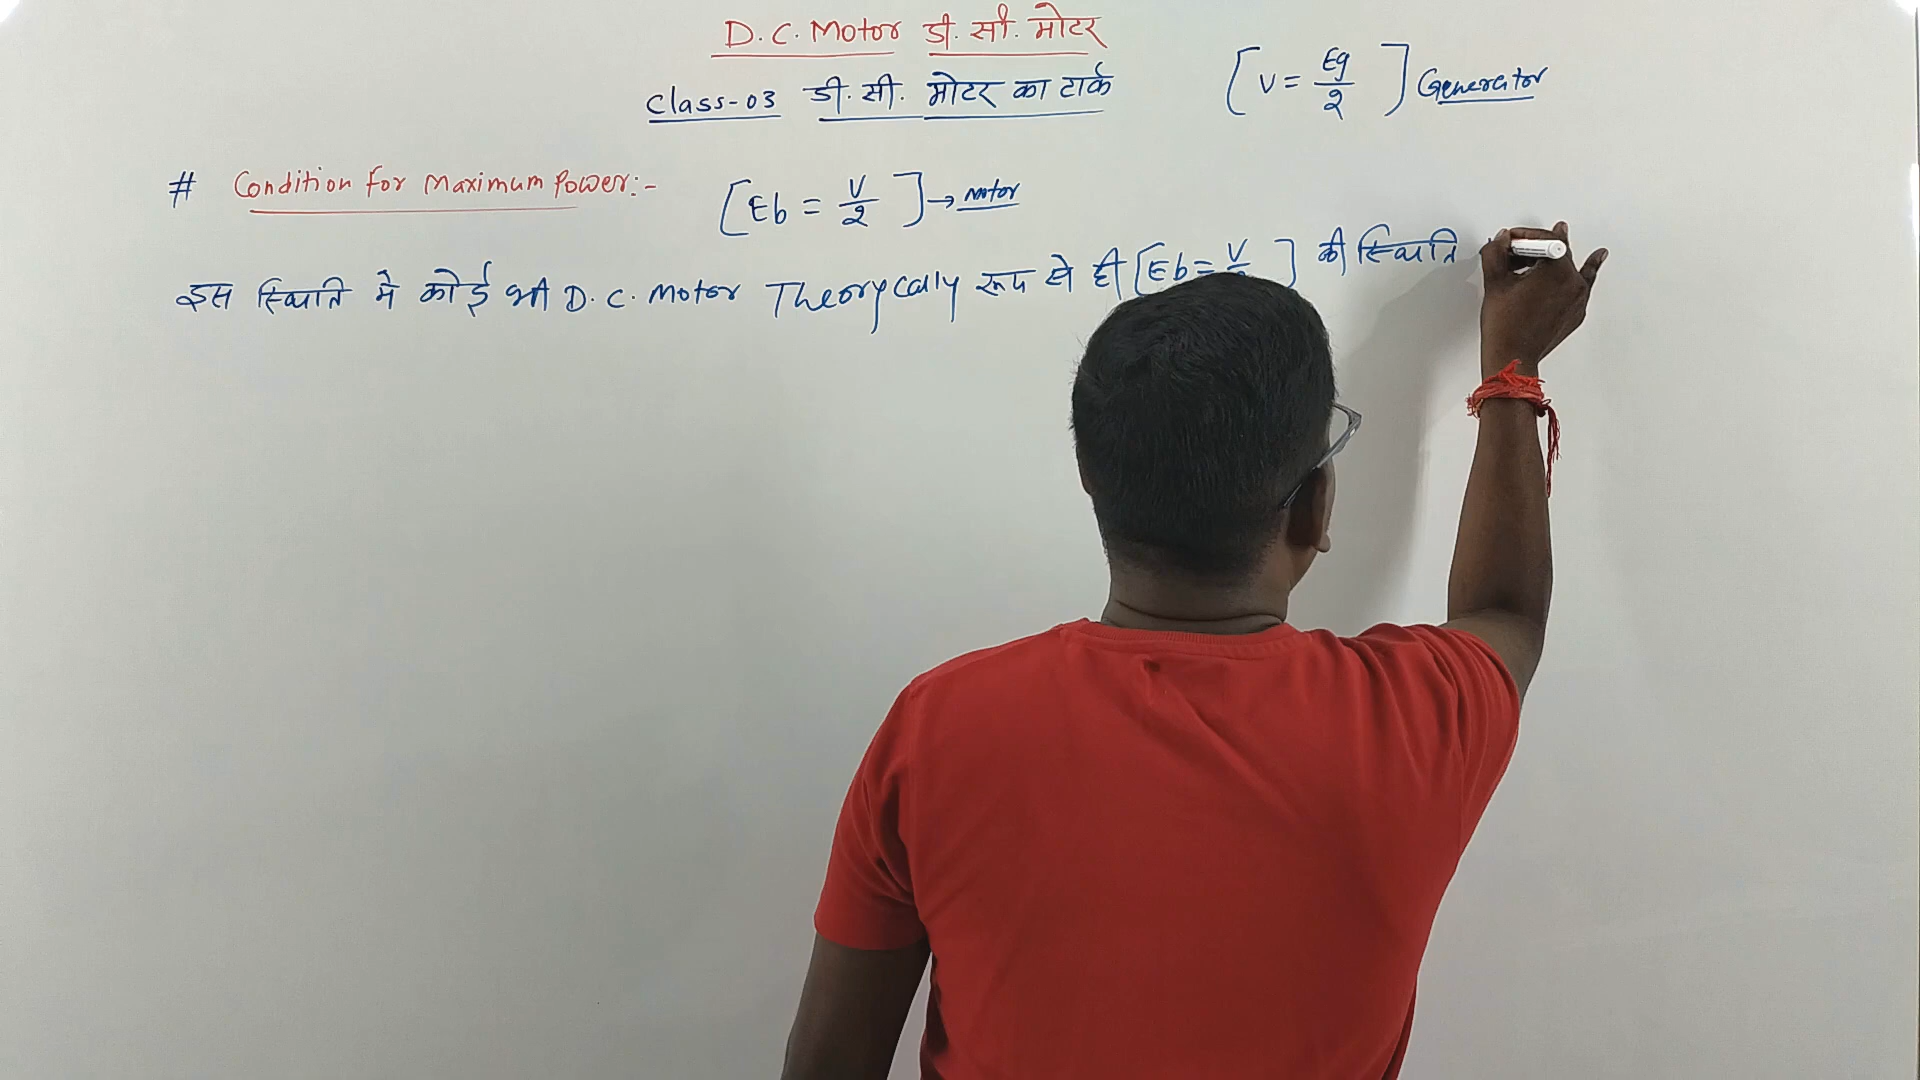 D.C. Motor डी.सी. मोटर
Class-03 डी.सी. मोटर का टार्क
[V = Eg/2] Generator
# Condition for Maximum Power:- [Eb = V/2] → Motor
इस स्थिति में कोई भी D.C. Motor Theorycally रूप से ही [Eb = V/ ] की स्थिति